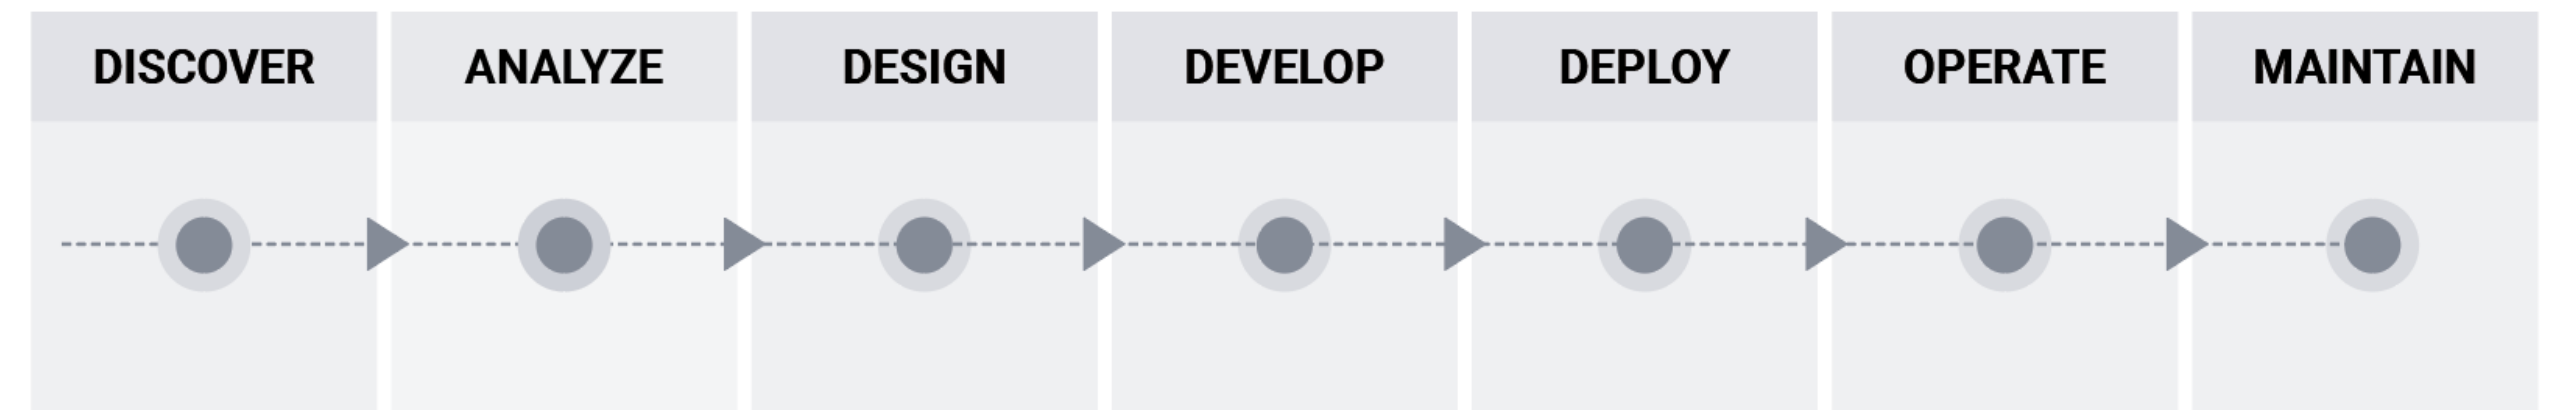 DISCOVER ANALYZE DESIGN DEVELOP DEPLOY OPERATE MAINTAIN